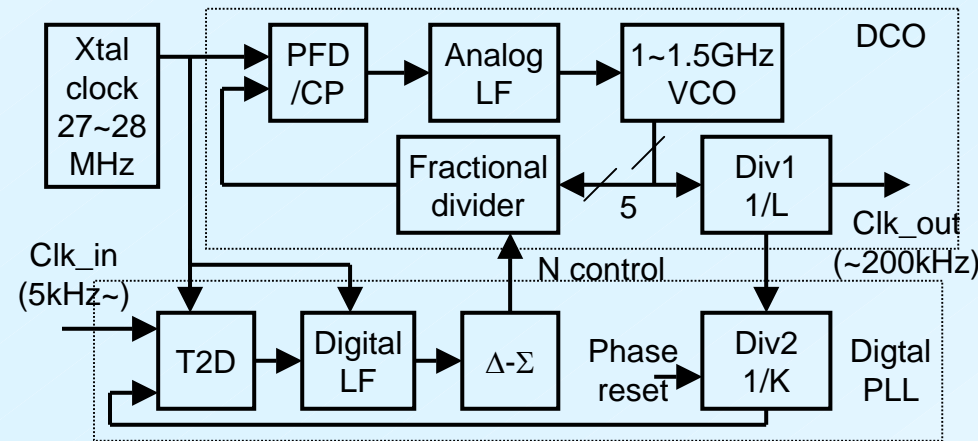 Xtal
clock
27~28
MHz
PFD
/CP
Analog
LF
1~1.5GHz
VCO
DCO
Fractional
divider
5
Div1
1/L
Clk_out
(~200kHz)
Clk_in
(5kHz~)
N control
T2D
Digital
LF
Δ-Σ
Phase
reset
Div2
1/K
Digtal
PLL